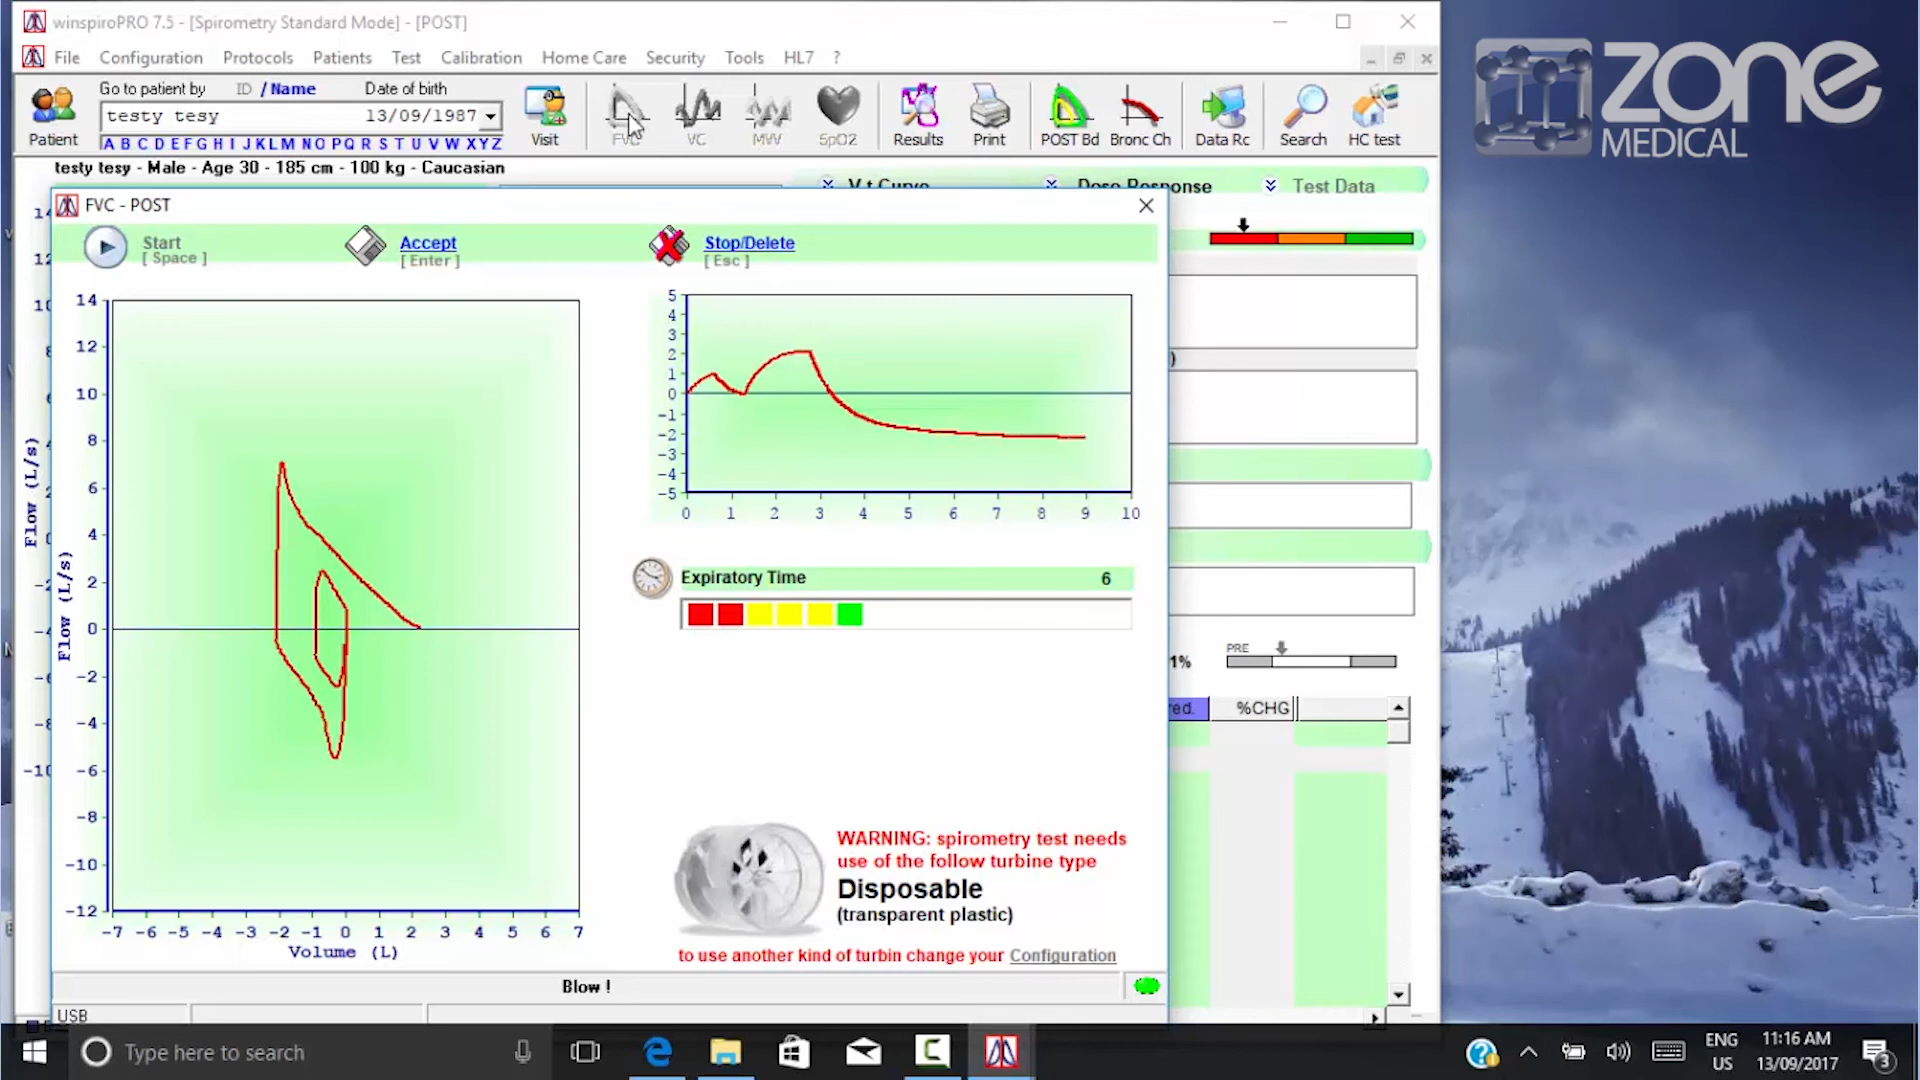 winspiroPRO 7.5 - [Spirometry Standard Mode] - [POST]
File Configuration Protocols Patients Test Calibration Home Care Security Tools HL7 ?
Go to patient by ID / Name Date of birth
testy tesy 13/09/1987
Patient A B C D E F G H I J K L M N O P Q R S T U V W X Y Z Visit FVC VC MVV SpO2 Results Print POST Bd Bronc Ch Data Rc Search HC test
testy tesy - Male - Age 30 - 185 cm - 100 kg - Caucasian
V t Curve Dose Response Test Data
FVC - POST
Start
[ Space ]
Accept
[ Enter ]
Stop/Delete
[ Esc ]
14
12
10
8
6
4
2
0
-2
-4
-6
-8
-10
-12
-7 -6 -5 -4 -3 -2 -1 0 1 2 3 4 5 6 7
Volume (L)
Flow (L/s)
Flow (L/s)
5
4
3
2
1
0
-1
-2
-3
-4
-5
0 1 2 3 4 5 6 7 8 9 10
Expiratory Time 6
PRE
1%
%CHG
WARNING: spirometry test needs
use of the follow turbine type
Disposable
(transparent plastic)
to use another kind of turbin change your Configuration
Blow !
USB
Type here to search
ENG
US
11:16 AM
13/09/2017
3
zone
MEDICAL